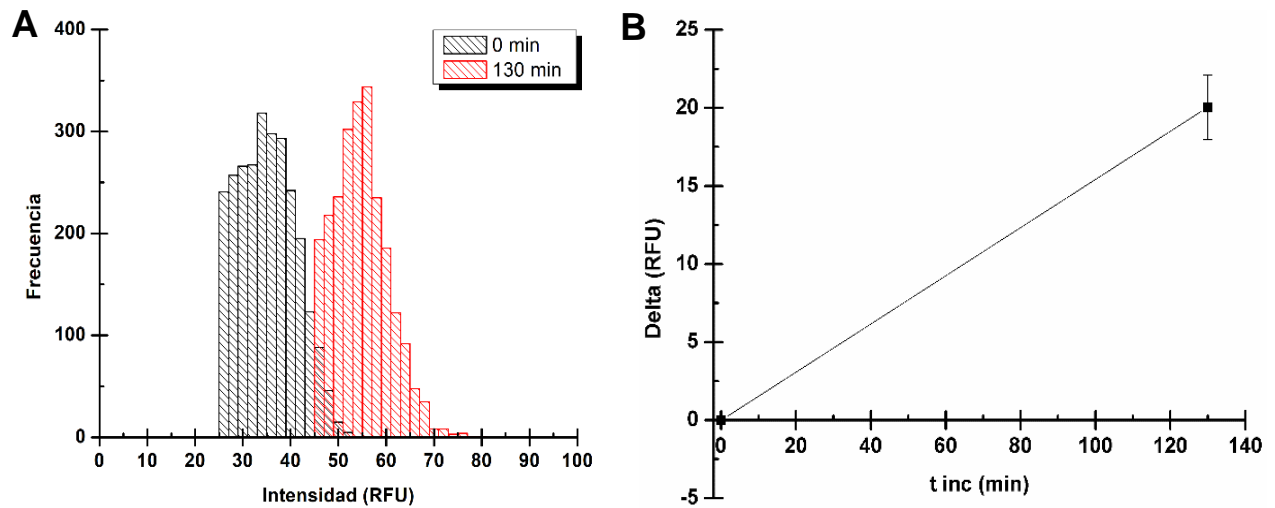 A
400
300
200
100
0
Frecuencia
0 min
130 min
0 10 20 30 40 50 60 70 80 90 100
Intensidad (RFU)
B
25
20
15
10
5
0
-5
Delta (RFU)
0 20 40 60 80 100 120 140
t inc (min)